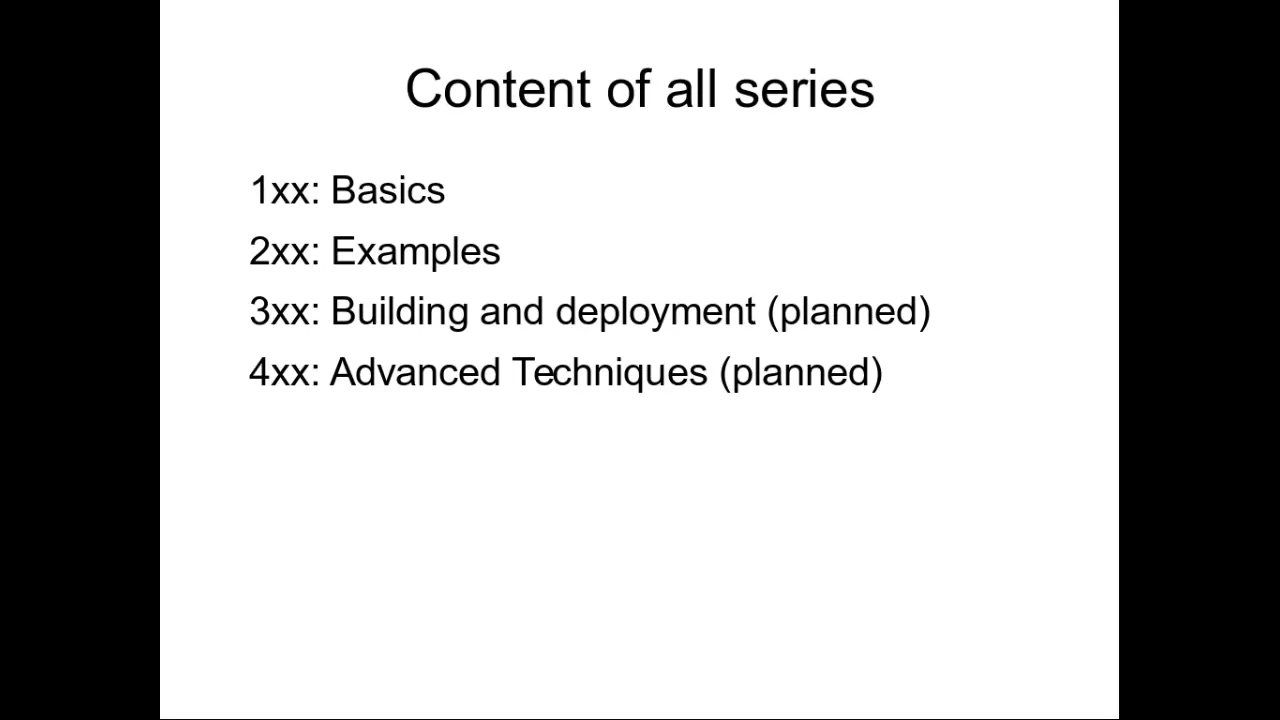 Content of all series
1xx: Basics
2xx: Examples
3xx: Building and deployment (planned)
4xx: Advanced Techniques (planned)